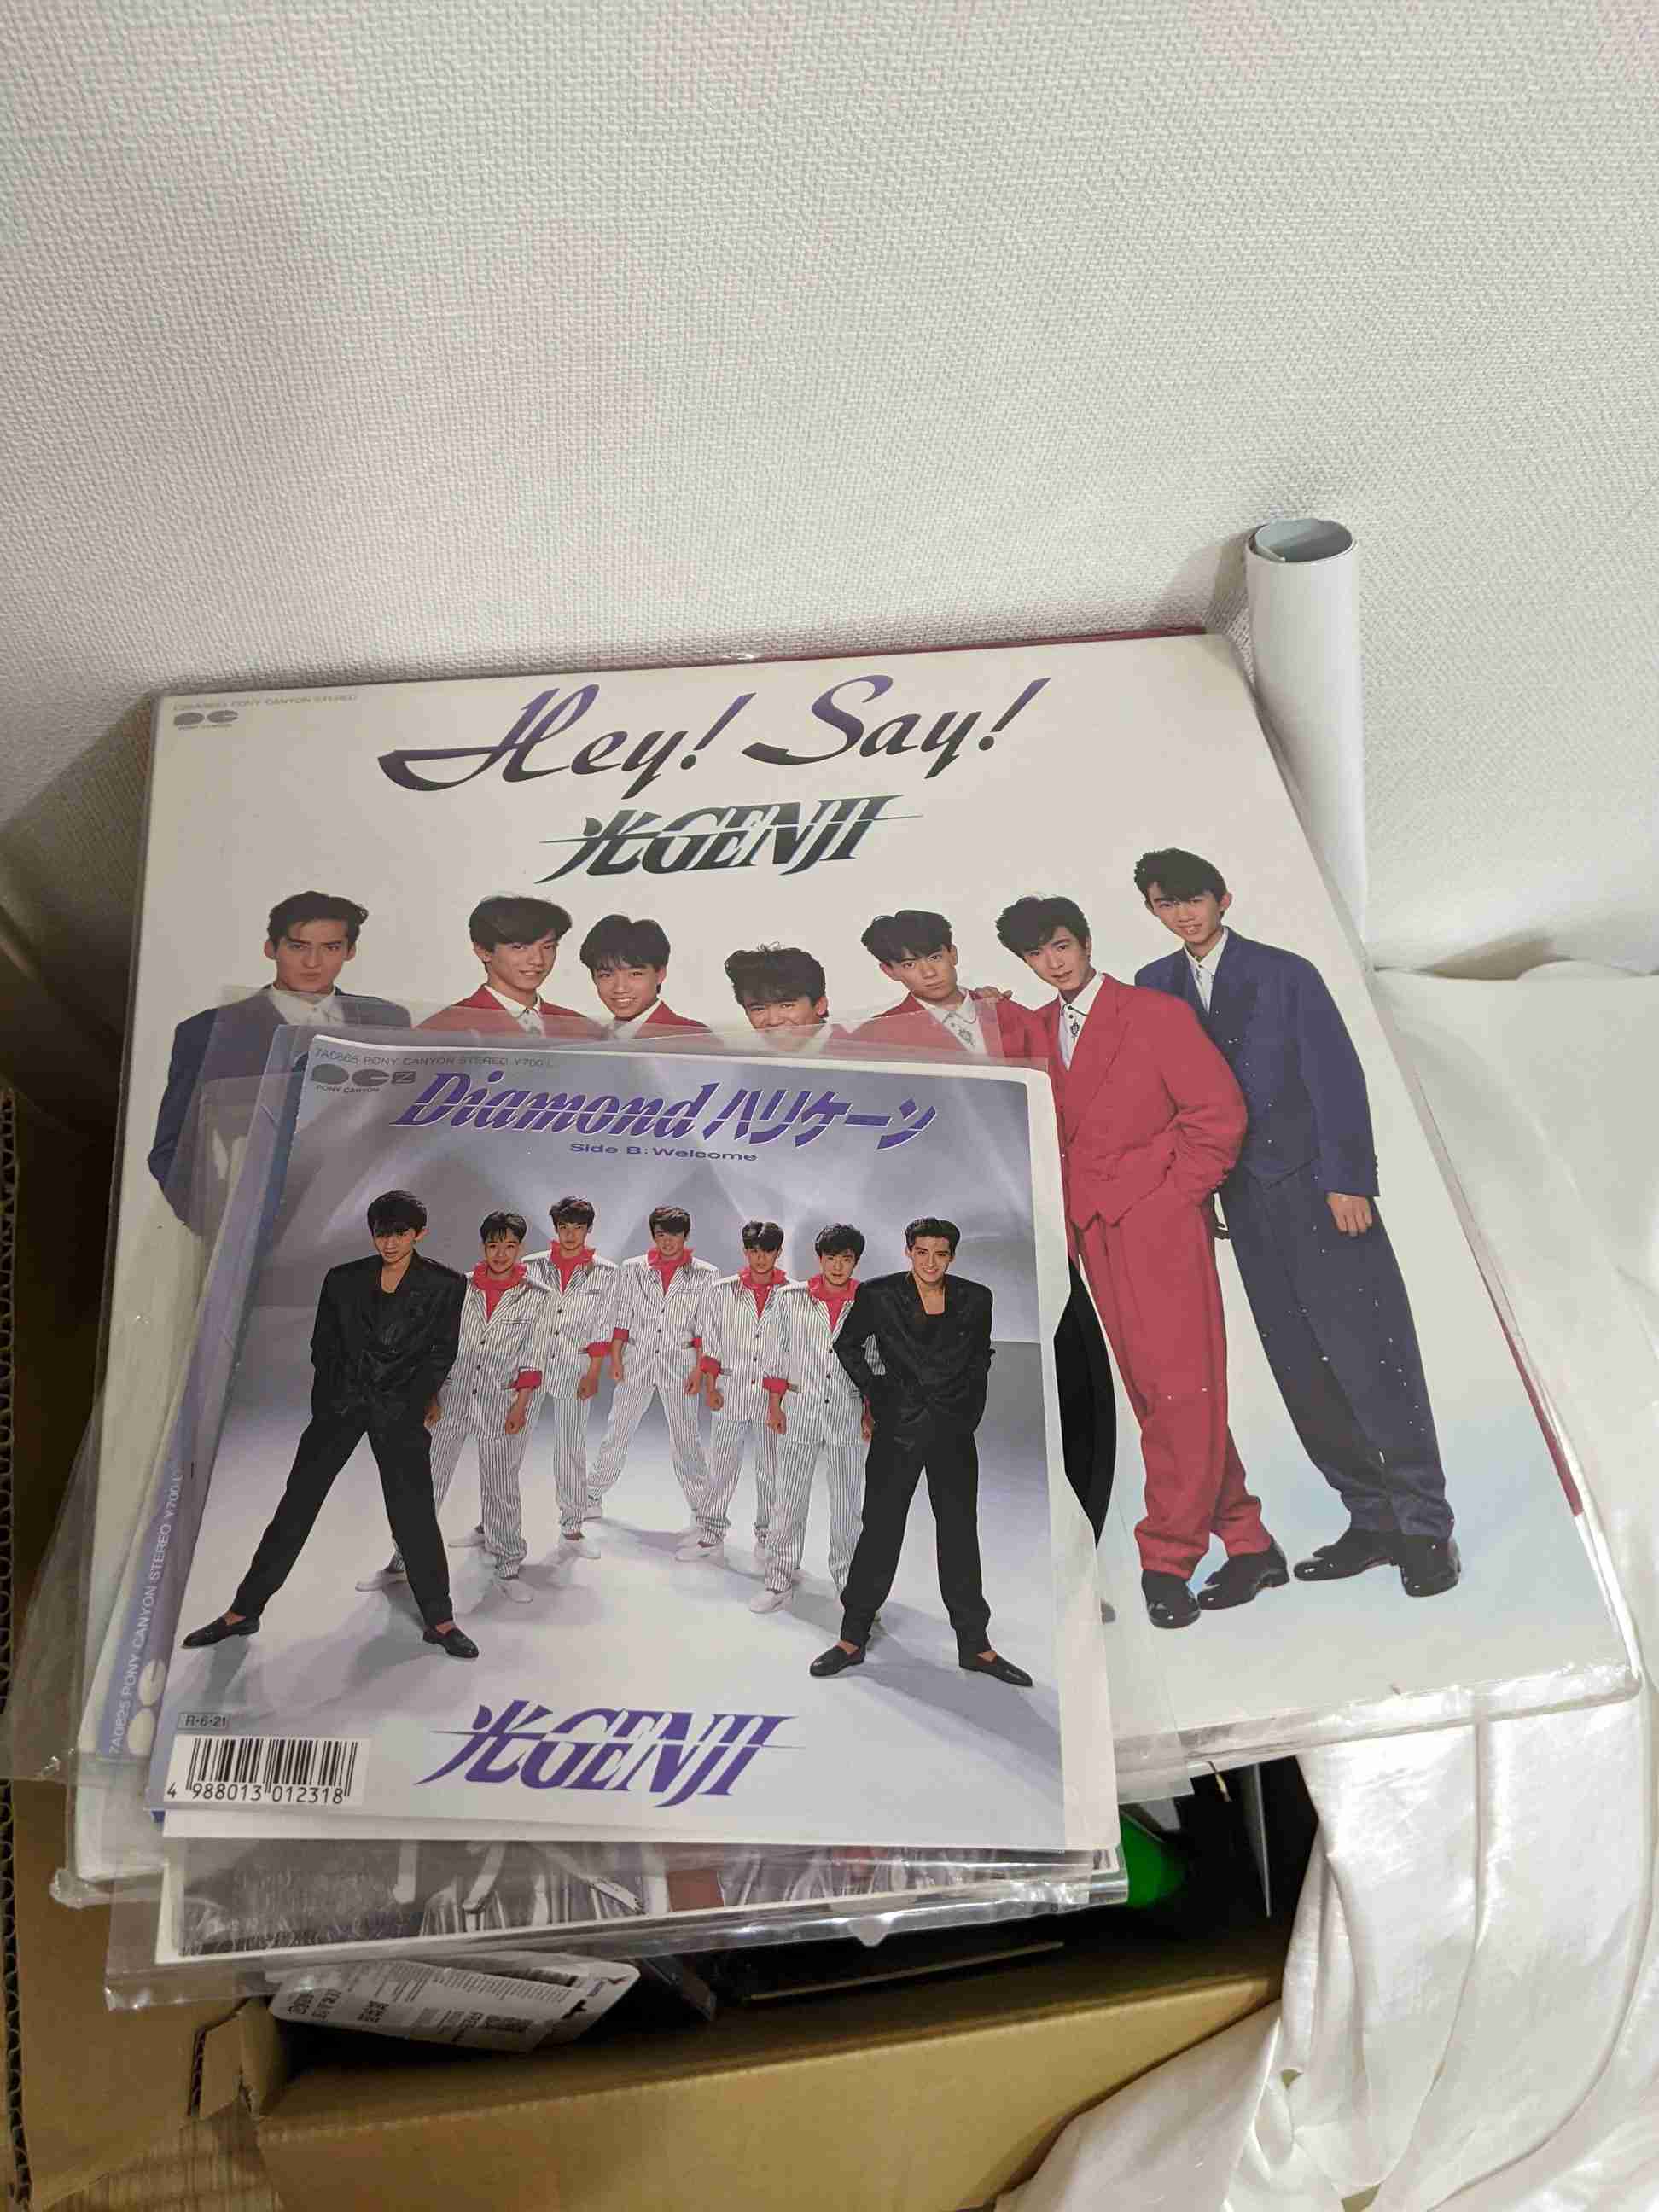 PONY CANYON STEREO
PONY CANYON
Hey! Say!
光GENJI
7A0865 PONY CANYON STEREO ¥700 L
PONY CANYON
Diamondハリケーン
Side B: Welcome
7A0825 PONY CANYON STEREO ¥700 L
R-6・21
光GENJI
4 988013 012318